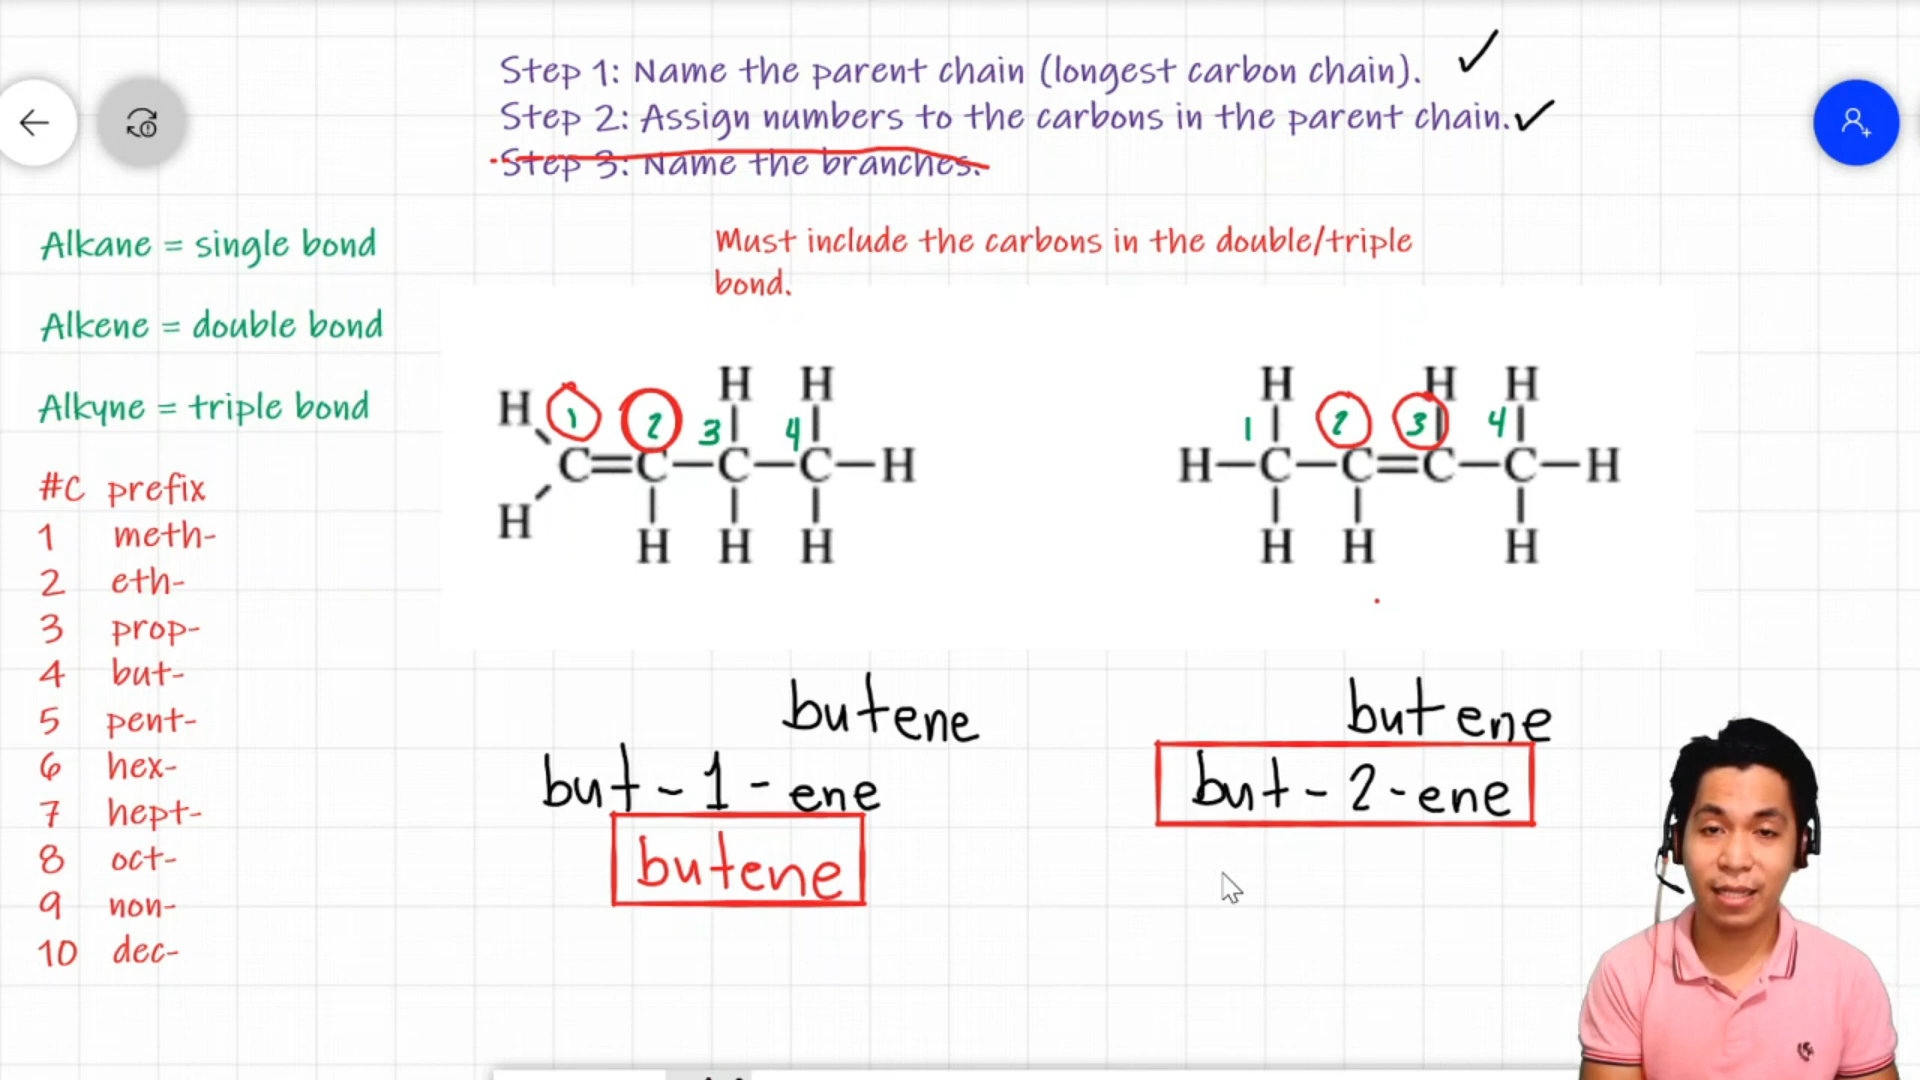 Step 1: Name the parent chain (longest carbon chain). ✓
Step 2: Assign numbers to the carbons in the parent chain. ✓
Step 3: Name the branches.
Must include the carbons in the double/triple
bond.
Alkane = single bond
Alkene = double bond
Alkyne = triple bond
#C prefix
1 meth-
2 eth-
3 prop-
4 but-
5 pent-
6 hex-
7 hept-
8 oct-
9 non-
10 dec-
H H
H 1 2 3 4
C=C–C–C–H
H
H H H
butene
but-1-ene
butene
H H H
1 2 3 4
H–C–C=C–C–H
H H H
butene
but-2-ene